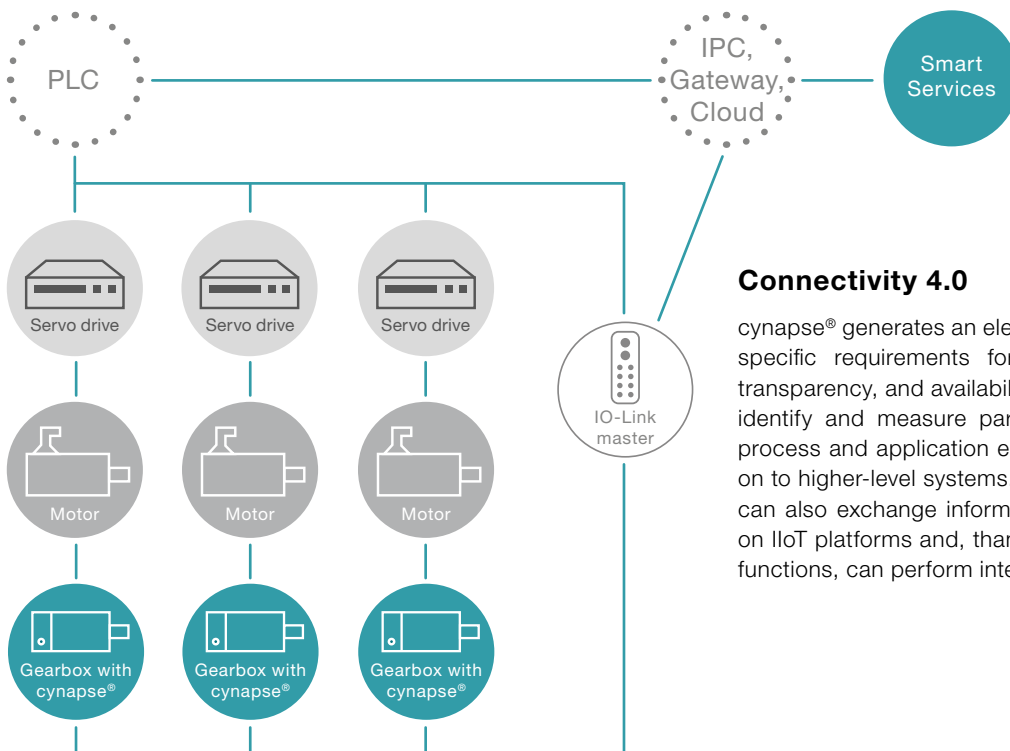 PLC
IPC,
Gateway,
Cloud
Smart
Services
Servo drive
Servo drive
Servo drive
Motor
Motor
Motor
Gearbox with
cynapse®
Gearbox with
cynapse®
Gearbox with
cynapse®
IO-Link
master
Connectivity 4.0
cynapse® generates an ele
specific requirements for
transparency, and availabil
identify and measure par
process and application e
on to higher-level systems.
can also exchange inform
on IIoT platforms and, than
functions, can perform inte